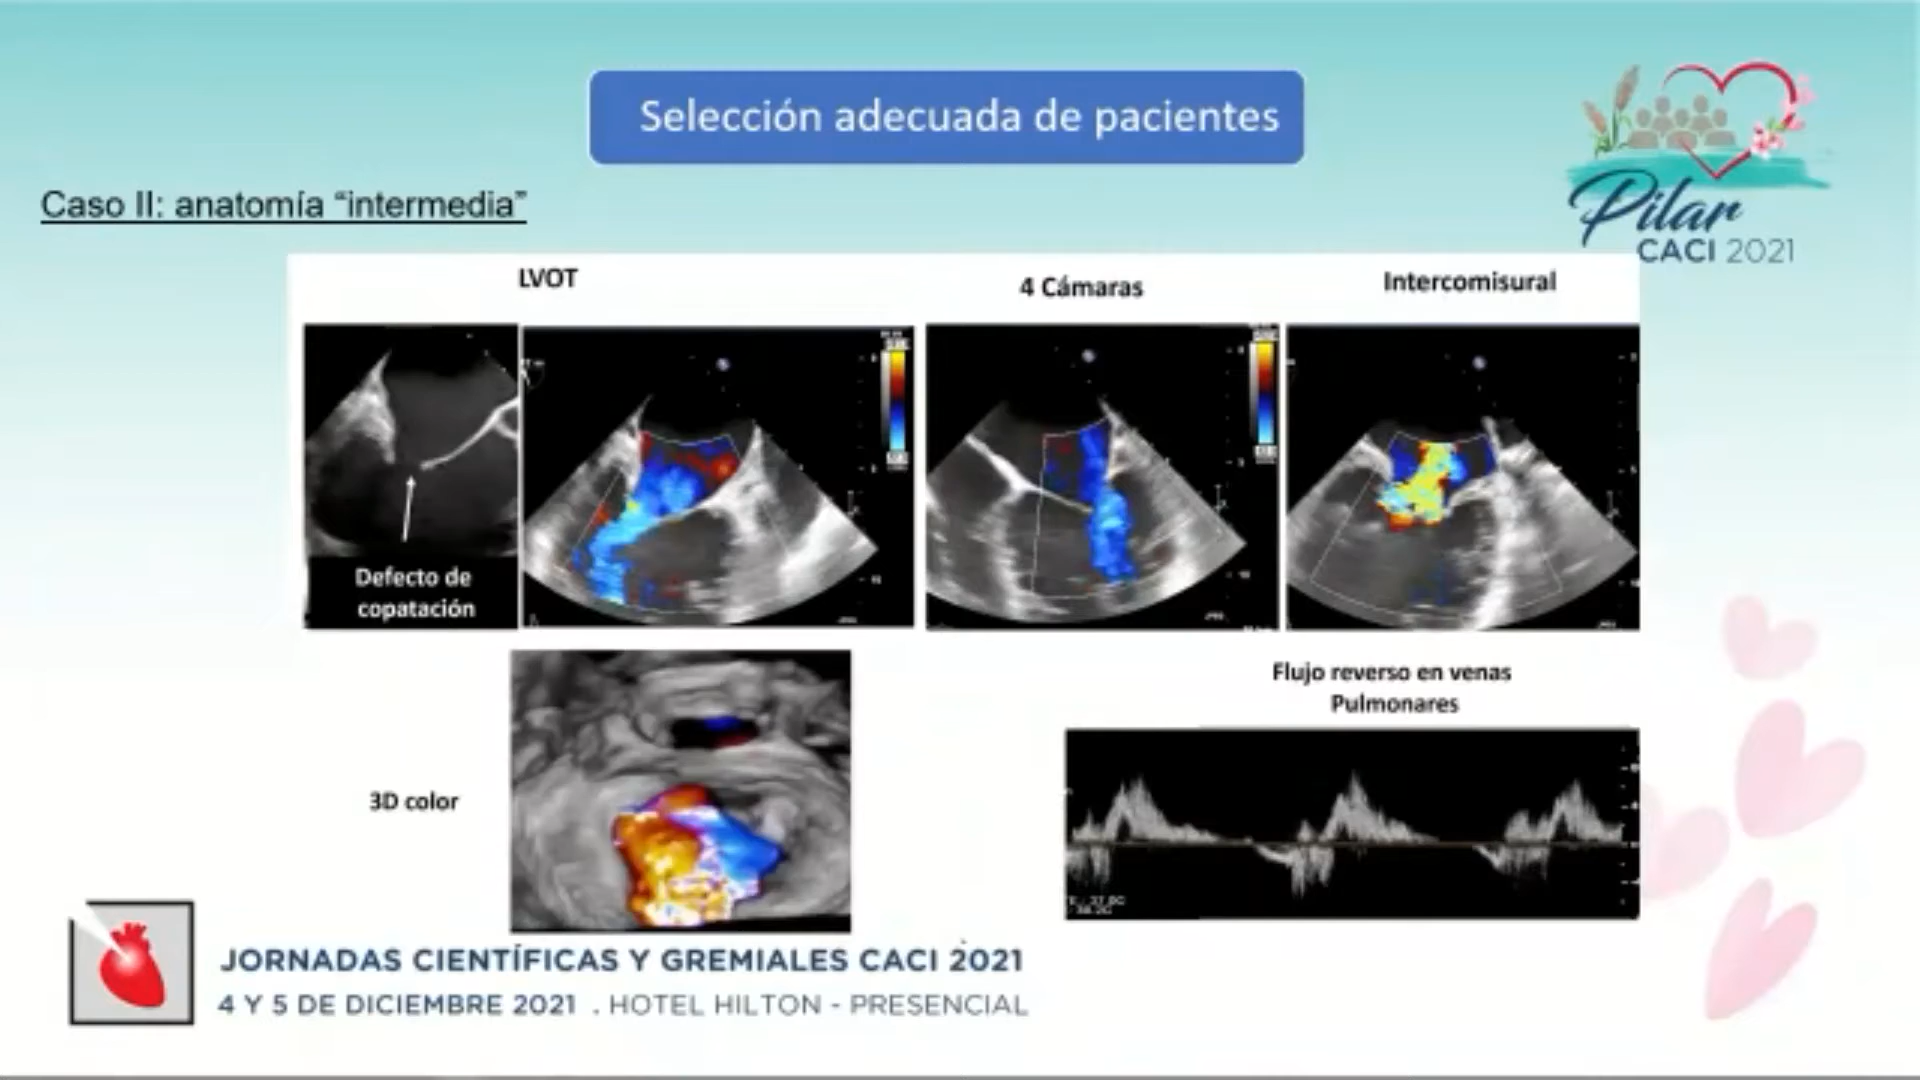 Selección adecuada de pacientes
Pilar
CACI 2021
Caso II: anatomía “intermedia”
LVOT
4 Cámaras
Intercomisural
Defecto de
copatación
3D color
Flujo reverso en venas
Pulmonares
JORNADAS CIENTÍFICAS Y GREMIALES CACI 2021
4 Y 5 DE DICIEMBRE 2021 . HOTEL HILTON - PRESENCIAL